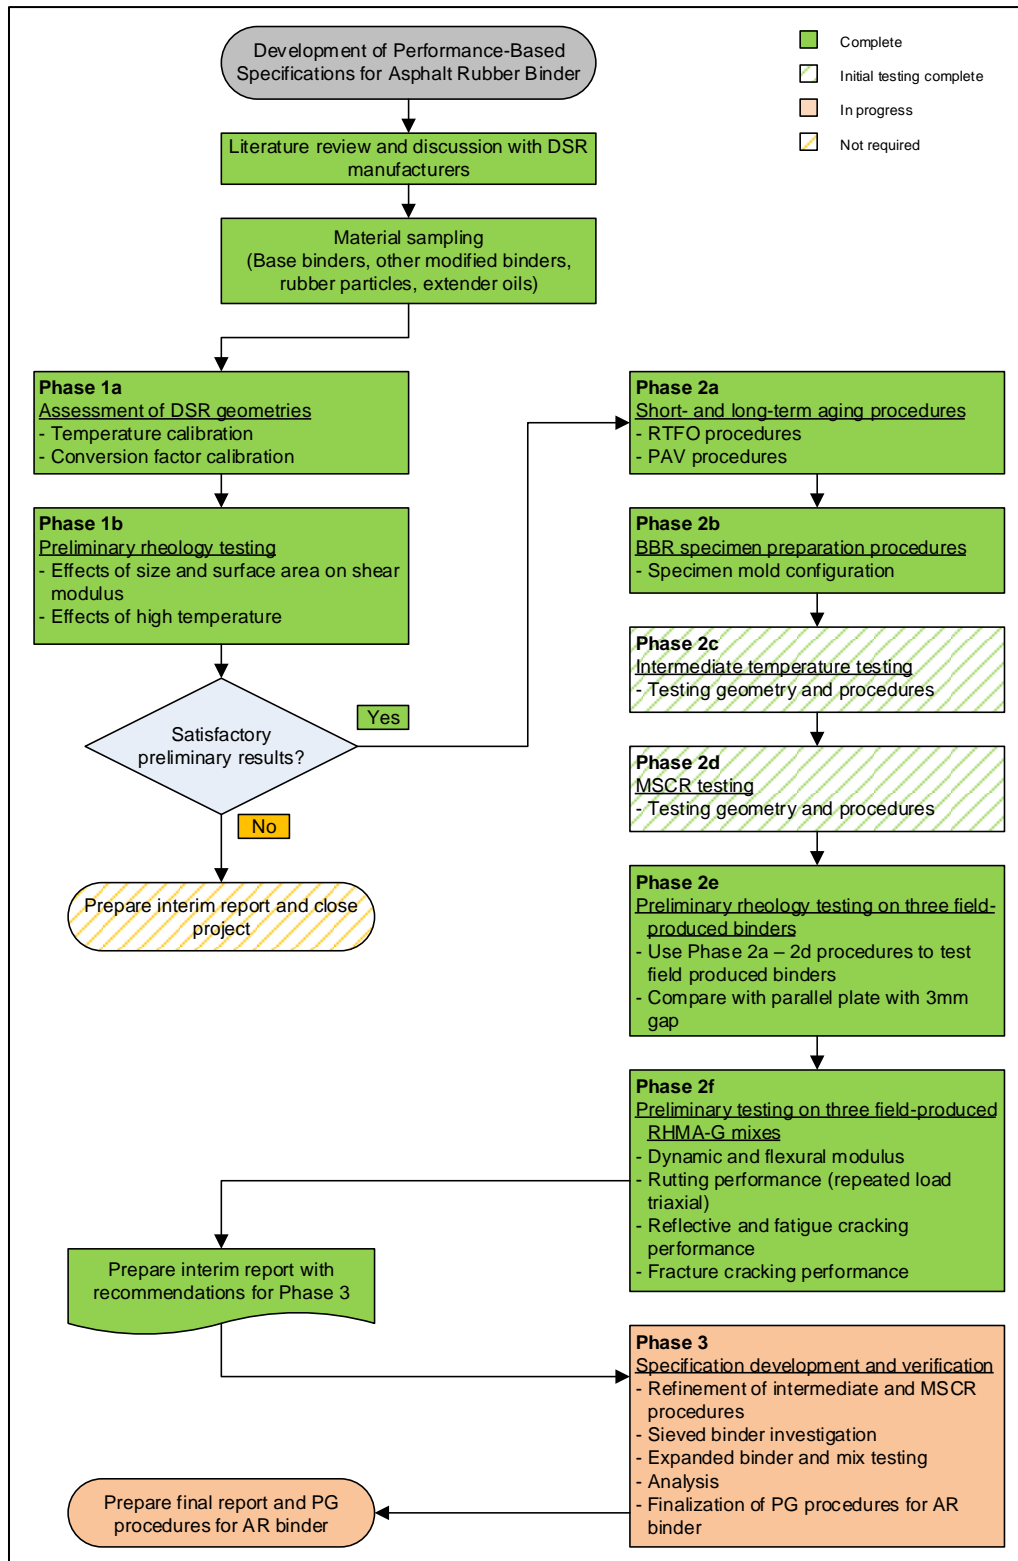 Development of Performance-Based
Specifications for Asphalt Rubber Binder
Complete
Initial testing complete
In progress
Not required
Literature review and discussion with DSR
manufacturers
Material sampling
(Base binders, other modified binders,
rubber particles, extender oils)
Phase 1a
Assessment of DSR geometries
- Temperature calibration
- Conversion factor calibration
Phase 1b
Preliminary rheology testing
- Effects of size and surface area on shear
modulus
- Effects of high temperature
Satisfactory
preliminary results?
Yes
No
Prepare interim report and close
project
Phase 2a
Short- and long-term aging procedures
- RTFO procedures
- PAV procedures
Phase 2b
BBR specimen preparation procedures
- Specimen mold configuration
Phase 2c
Intermediate temperature testing
- Testing geometry and procedures
Phase 2d
MSCR testing
- Testing geometry and procedures
Phase 2e
Preliminary rheology testing on three field-
produced binders
- Use Phase 2a – 2d procedures to test
field produced binders
- Compare with parallel plate with 3mm
gap
Phase 2f
Preliminary testing on three field-produced
RHMA-G mixes
- Dynamic and flexural modulus
- Rutting performance (repeated load
triaxial)
- Reflective and fatigue cracking
performance
- Fracture cracking performance
Prepare interim report with
recommendations for Phase 3
Phase 3
Specification development and verification
- Refinement of intermediate and MSCR
procedures
- Sieved binder investigation
- Expanded binder and mix testing
- Analysis
- Finalization of PG procedures for AR
binder
Prepare final report and PG
procedures for AR binder